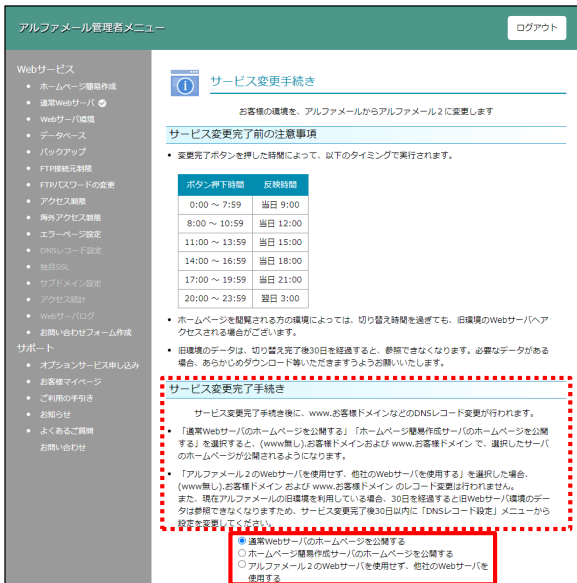 アルファメール管理者メニュー
ログアウト
Webサービス
ホームページ簡易作成
通常Webサーバ
Webサーバ環境
データベース
バックアップ
FTP接続元制限
FTPパスワードの変更
アクセス制限
海外アクセス制限
エラーページ設定
DNSレコード設定
独自SSL
サブドメイン設定
アクセス統計
Webサーバログ
お問い合わせフォーム作成
サポート
オプションサービス申し込み
お客様マイページ
ご利用の手引き
お知らせ
よくあるご質問
お問い合わせ
サービス変更手続き
お客様の環境を、アルファメールからアルファメール2に変更します
サービス変更完了前の注意事項
• 変更完了ボタンを押した時間によって、以下のタイミングで実行されます。
ボタン押下時間 反映時間
0:00 ～ 7:59 当日 9:00
8:00 ～ 10:59 当日 12:00
11:00 ～ 13:59 当日 15:00
14:00 ～ 16:59 当日 18:00
17:00 ～ 19:59 当日 21:00
20:00 ～ 23:59 翌日 3:00
• ホームページを閲覧される方の環境によっては、切り替え時間を過ぎても、旧環境のWebサーバへア
クセスされる場合がございます。
• 旧環境のデータは、切り替え完了後30日を経過すると、参照できなくなります。必要なデータがある
場合、あらかじめダウンロード等いただきますようお願いいたします。
サービス変更完了手続き
サービス変更完了手続き後に、www.お客様ドメインなどのDNSレコード変更が行われます。
• 「通常Webサーバのホームページを公開する」「ホームページ簡易作成サーバのホームページを公開
する」を選択すると、(www無し).お客様ドメインおよび www.お客様ドメイン で、選択したサーバ
のホームページが公開されるようになります。
• 「アルファメール2のWebサーバを使用せず、他社のWebサーバを使用する」を選択した場合、
(www無し).お客様ドメイン および www.お客様ドメイン のレコード変更は行われません。
また、現在アルファメールの旧環境を利用している場合、30日を経過すると旧Webサーバ環境のデー
タは参照できなくなりますため、サービス変更完了後30日以内に「DNSレコード設定」メニューから
設定を変更してください。
通常Webサーバのホームページを公開する
ホームページ簡易作成サーバのホームページを公開する
アルファメール2のWebサーバを使用せず、他社のWebサーバを
使用する